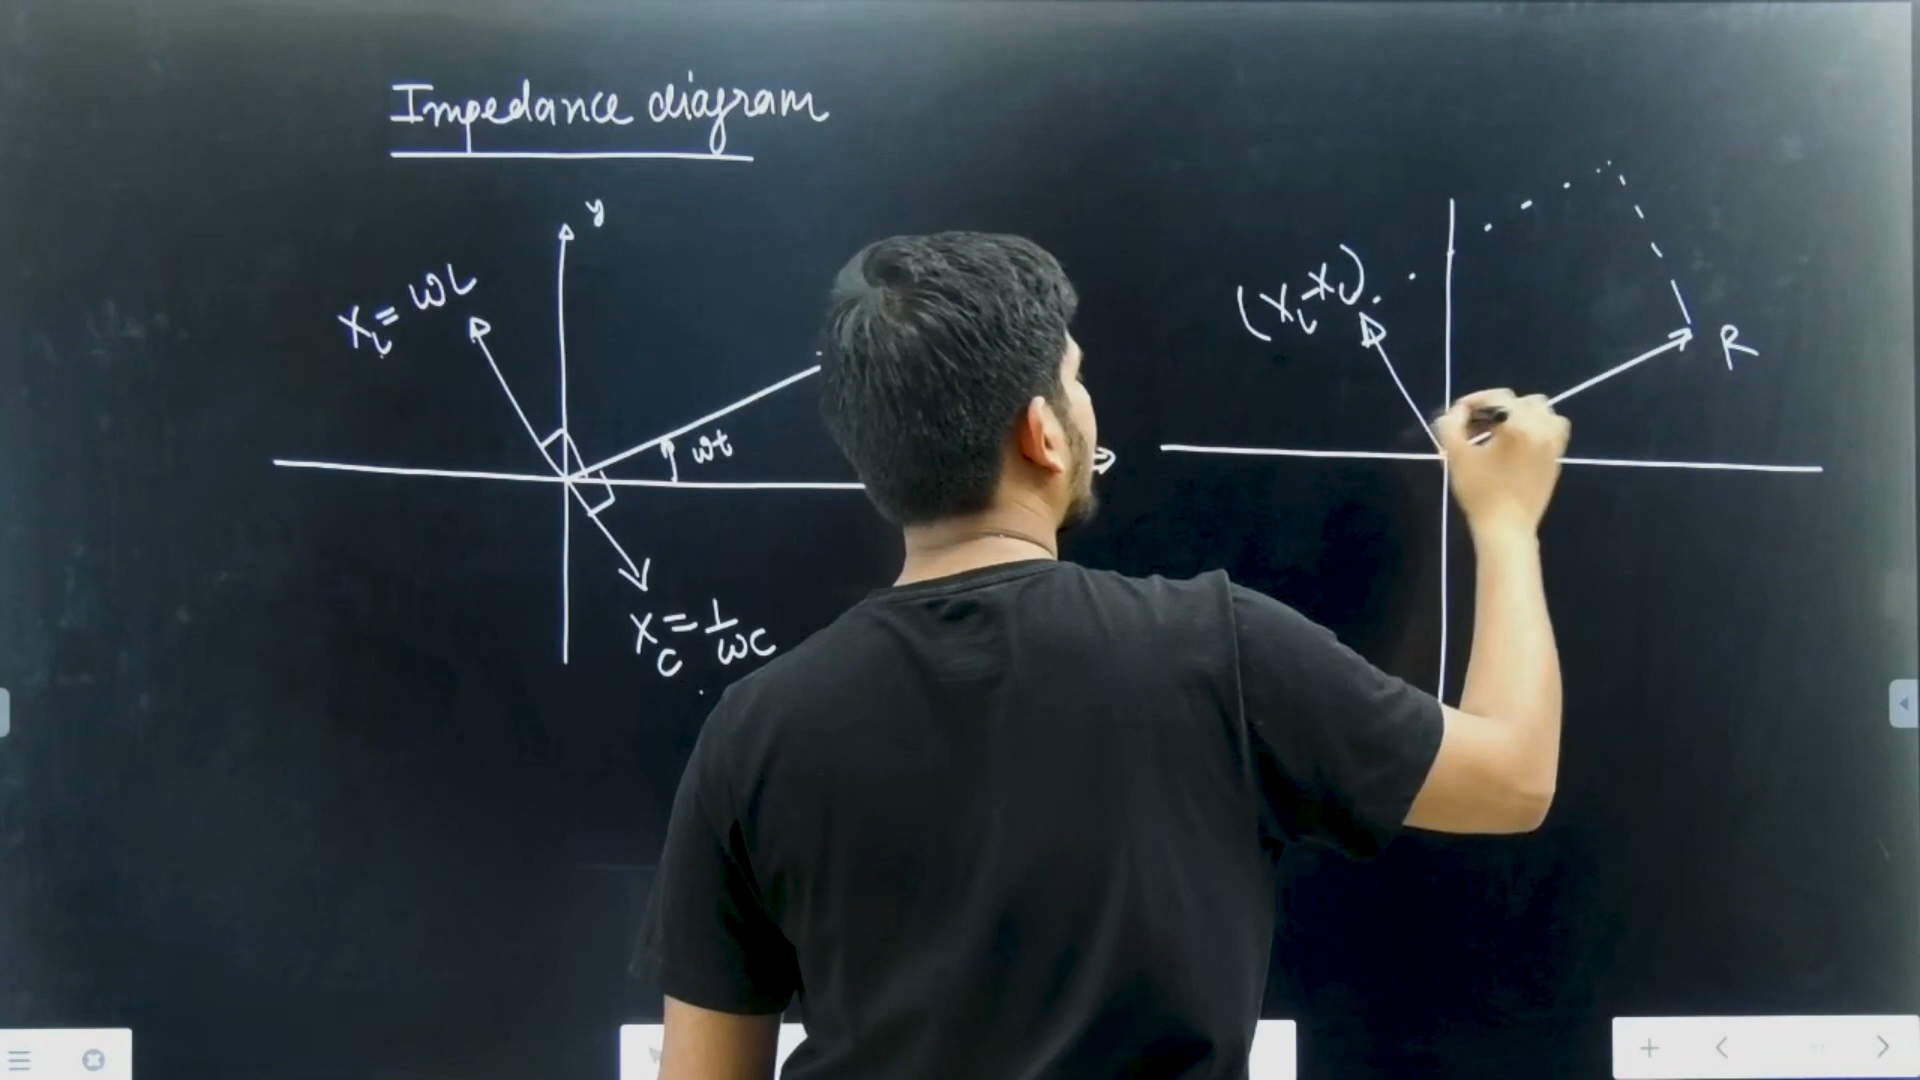 Impedance diagram
y
X_L = ωL
ωt
X_C = 1/ωC
(X_L - X_C)
R